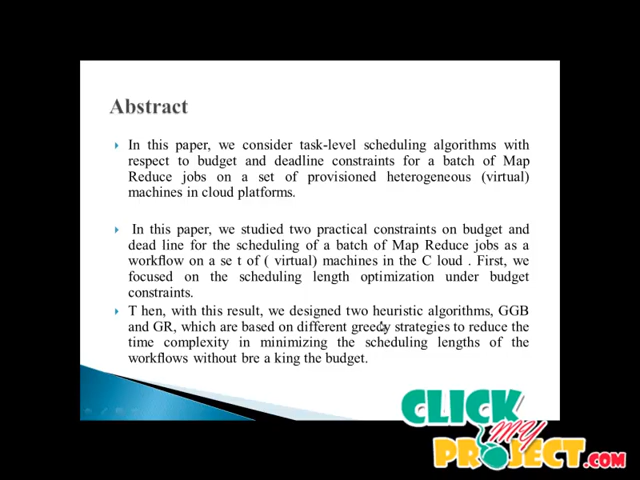 Abstract
In this paper, we consider task-level scheduling algorithms with
respect to budget and deadline constraints for a batch of Map
Reduce jobs on a set of provisioned heterogeneous (virtual)
machines in cloud platforms.
In this paper, we studied two practical constraints on budget and
dead line for the scheduling of a batch of Map Reduce jobs as a
workflow on a se t of ( virtual) machines in the C loud . First, we
focused on the scheduling length optimization under budget
constraints.
T hen, with this result, we designed two heuristic algorithms, GGB
and GR, which are based on different greedy strategies to reduce the
time complexity in minimizing the scheduling lengths of the
workflows without bre a king the budget.
CLICK
MY
PROJECT.COM